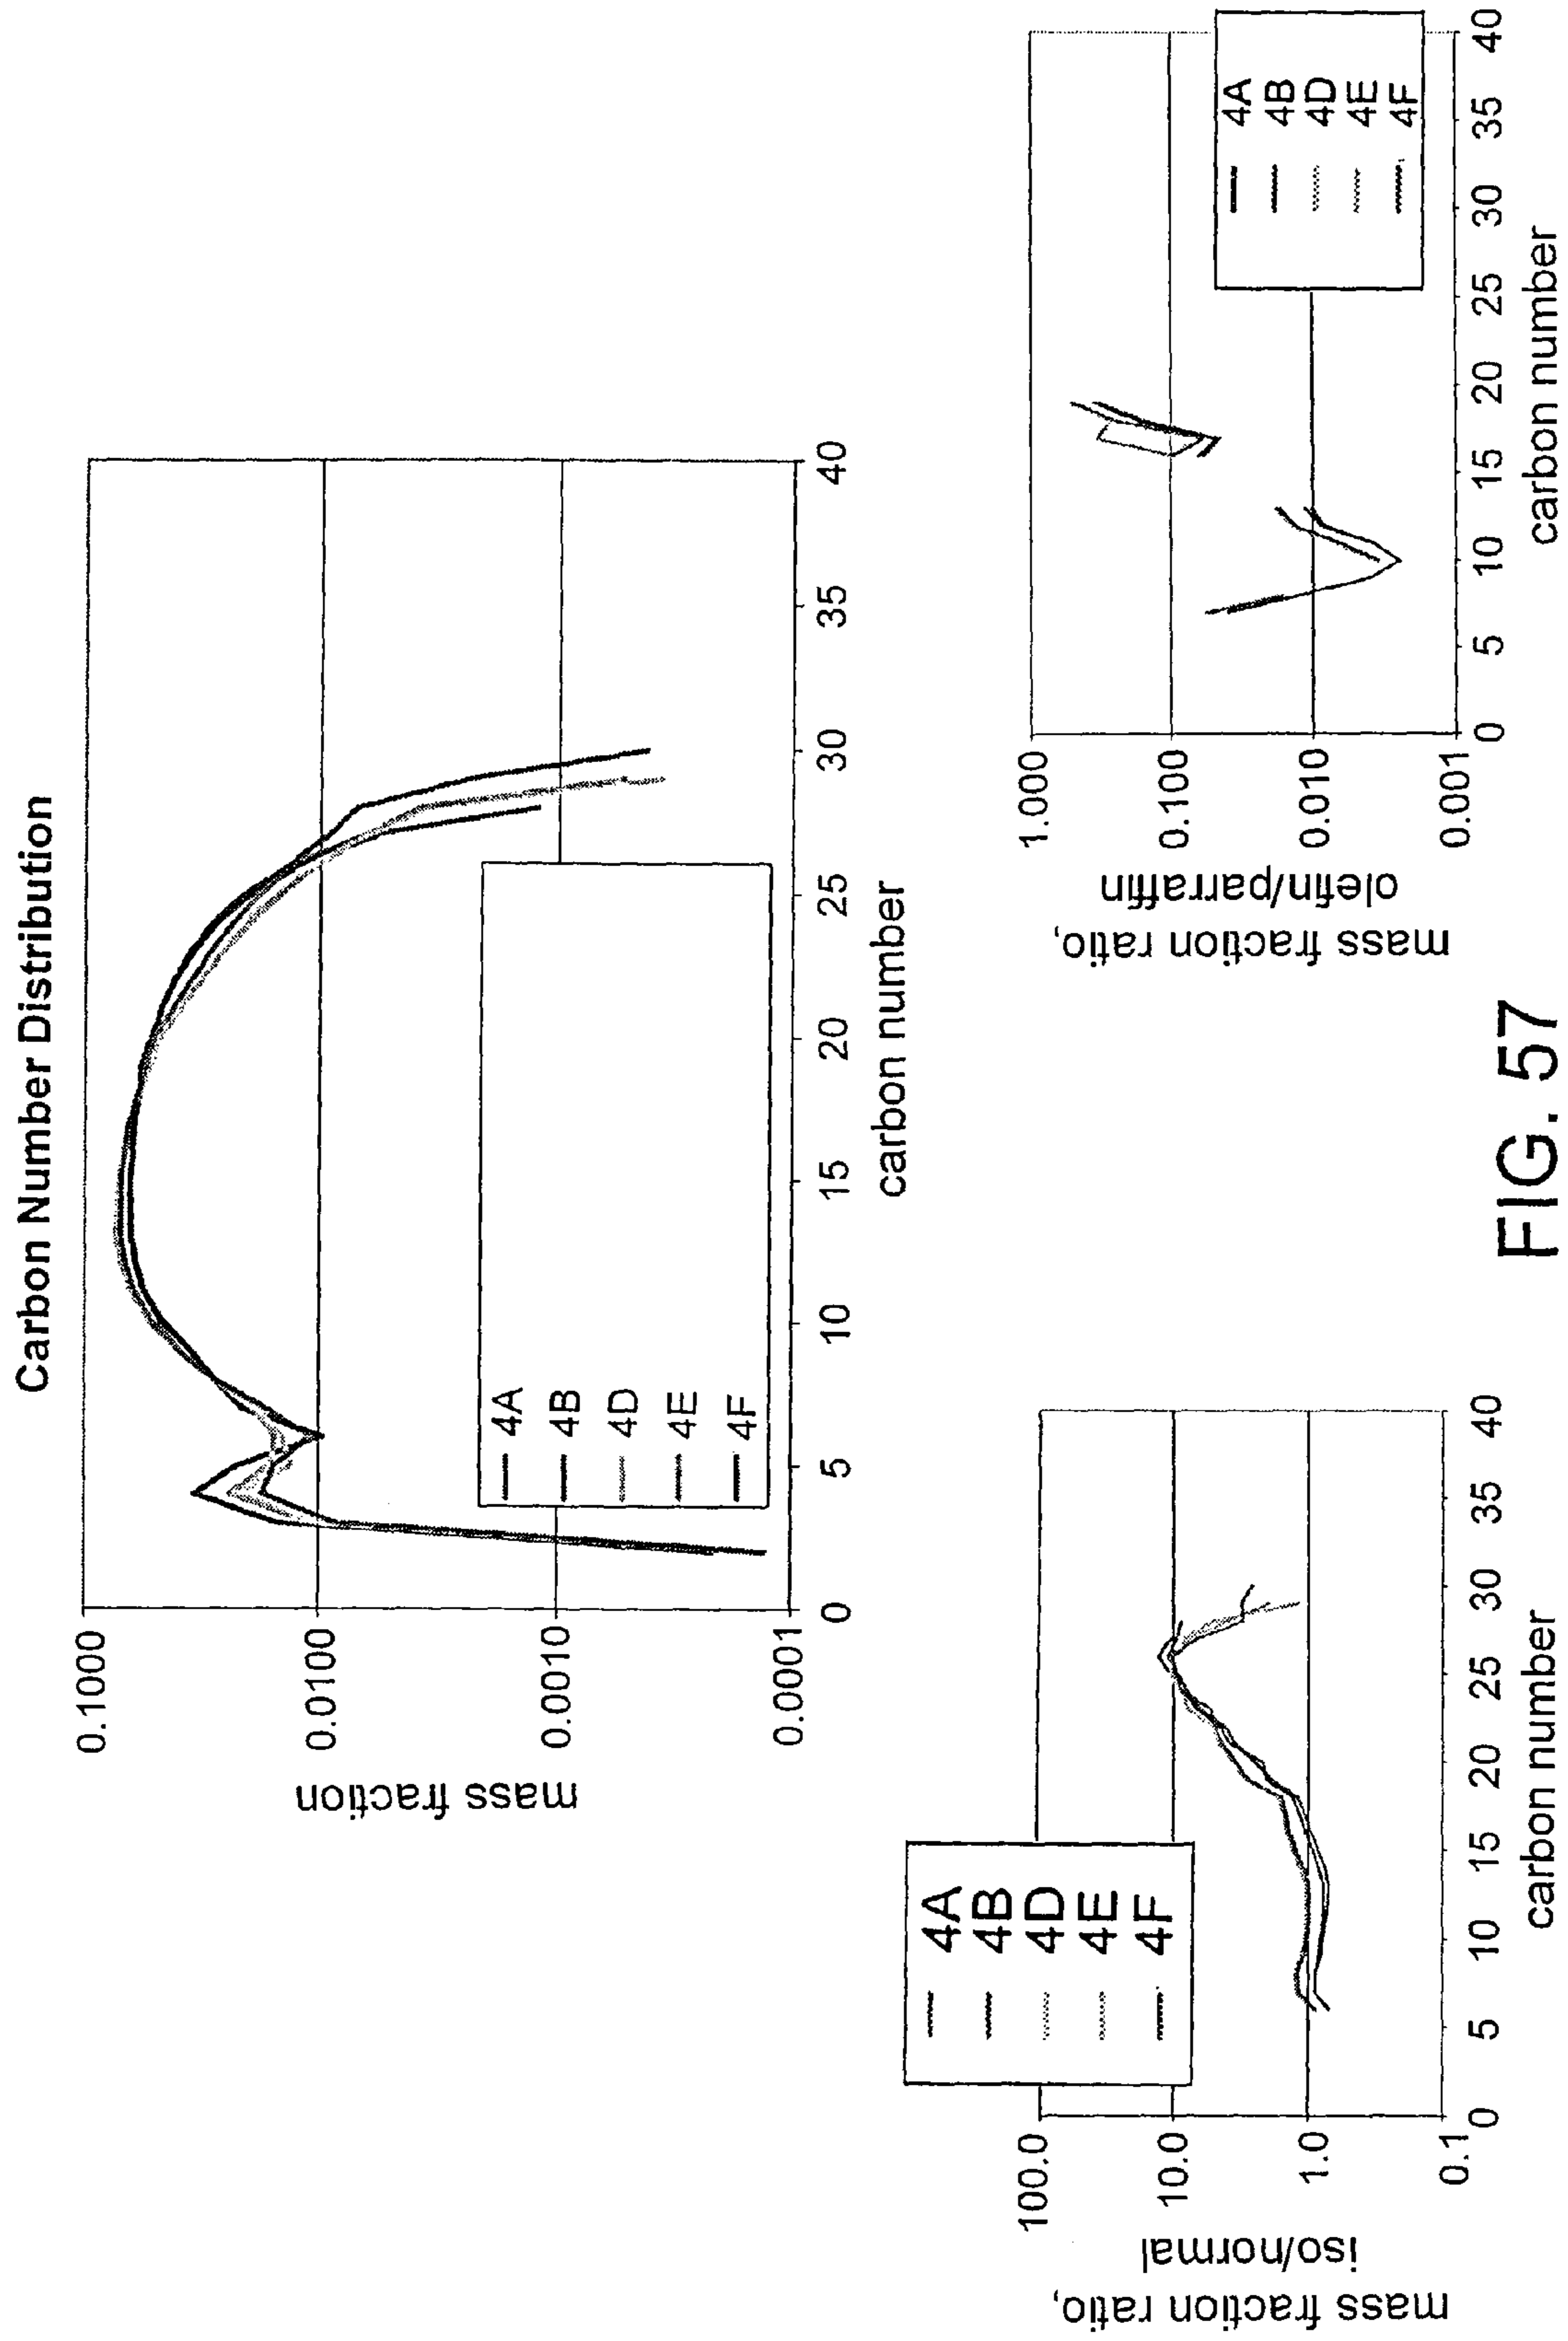 Carbon Number Distribution
mass fraction
0.1000
0.0100
0.0010
0.0001
0 5 10 15 20 25 30 35 40
carbon number
4A
4B
4D
4E
4F
mass fraction ratio,
iso/normal
100.0
10.0
1.0
0.1
0 5 10 15 20 25 30 35 40
carbon number
4A
4B
4D
4E
4F
mass fraction ratio,
olefin/parraffin
1.000
0.100
0.010
0.001
0 5 10 15 20 25 30 35 40
carbon number
4A
4B
4D
4E
4F
FIG. 57